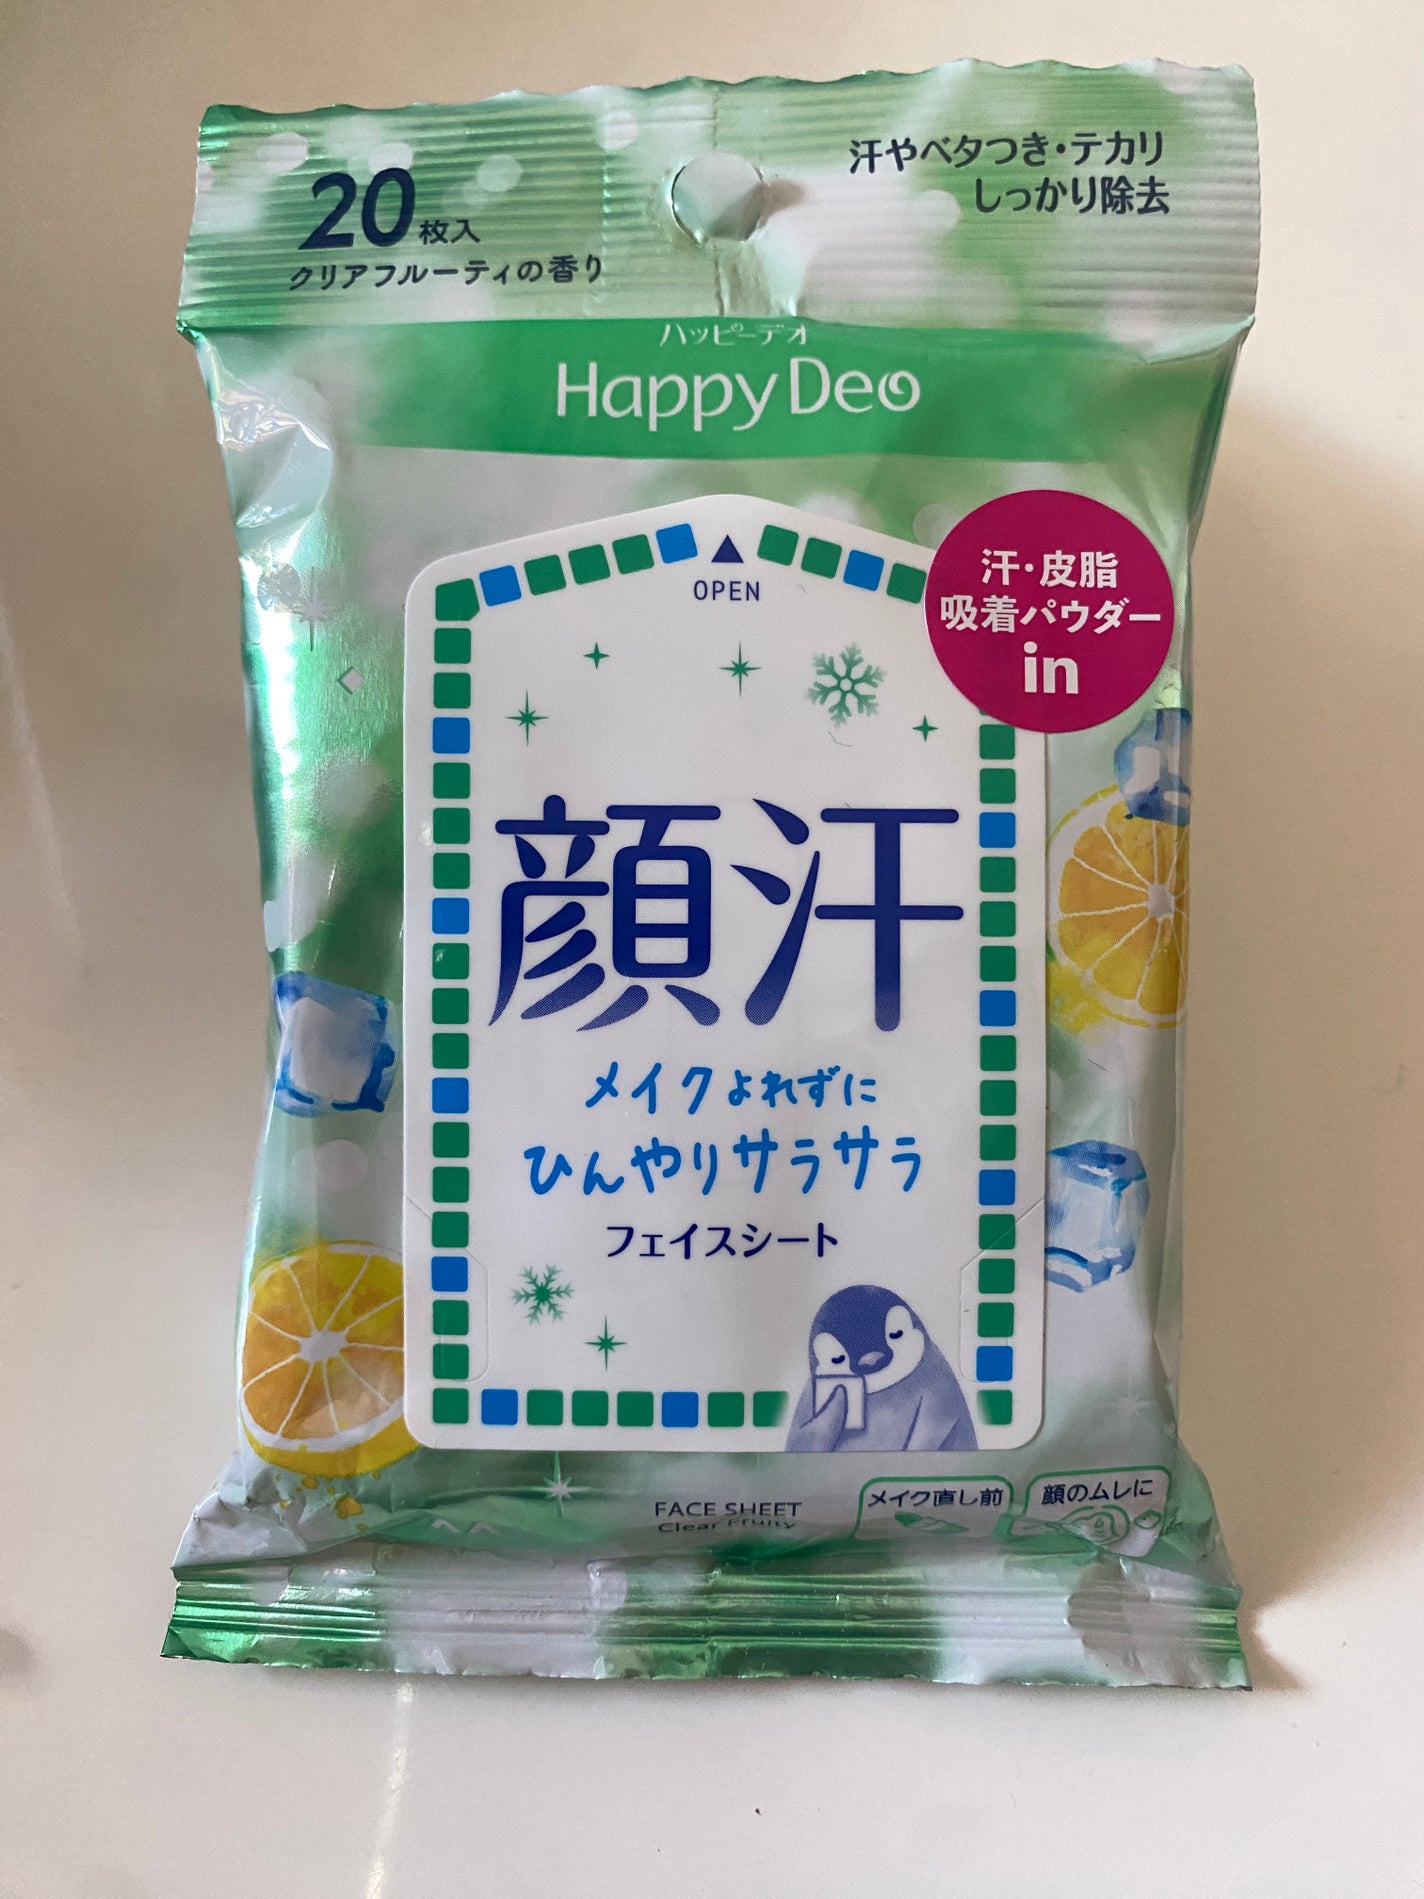 20枚入
クリアフルーティの香り
汗やベタつき・テカリ
しっかり除去
ハッピーデオ
Happy Deo
OPEN
汗・皮脂
吸着パウダー
in
顔汗
メイクよれずに
ひんやりサラサラ
フェイスシート
FACE SHEET
Clear Fruity
メイク直し前
顔のムレに